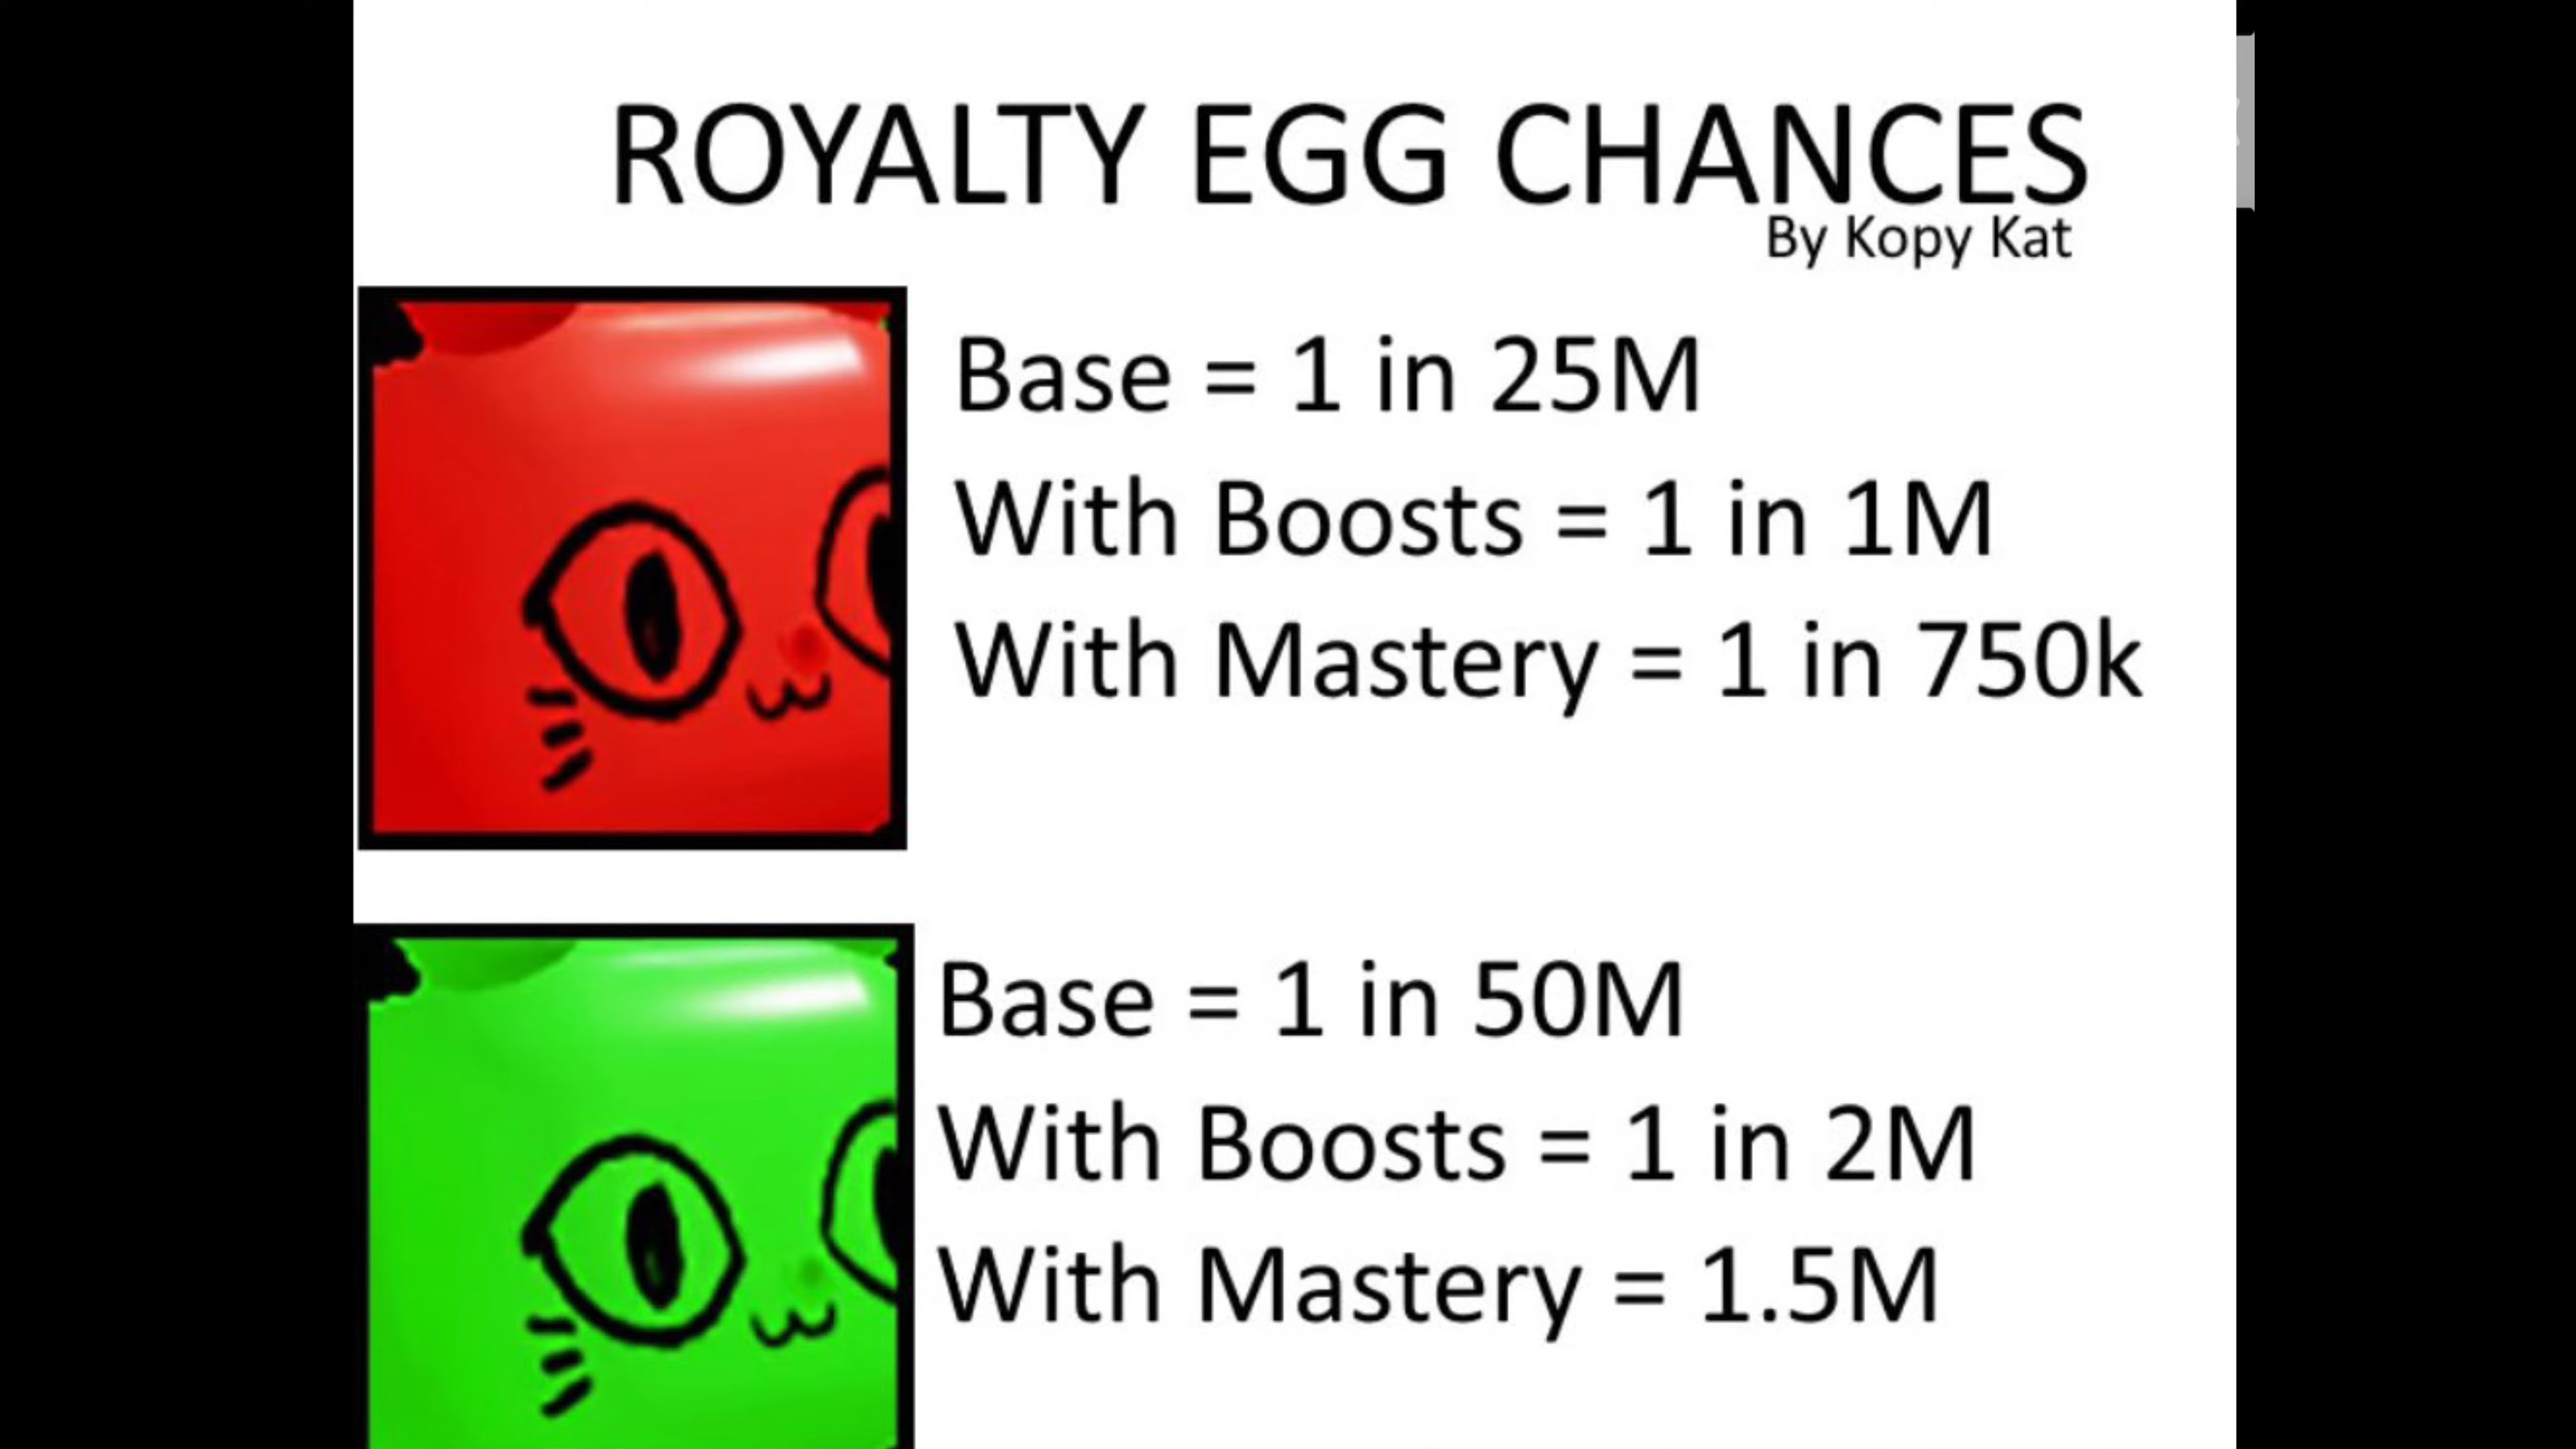 ROYALTY EGG CHANCES
By Kopy Kat
Base = 1 in 25M
With Boosts = 1 in 1M
With Mastery = 1 in 750k
Base = 1 in 50M
With Boosts = 1 in 2M
With Mastery = 1.5M